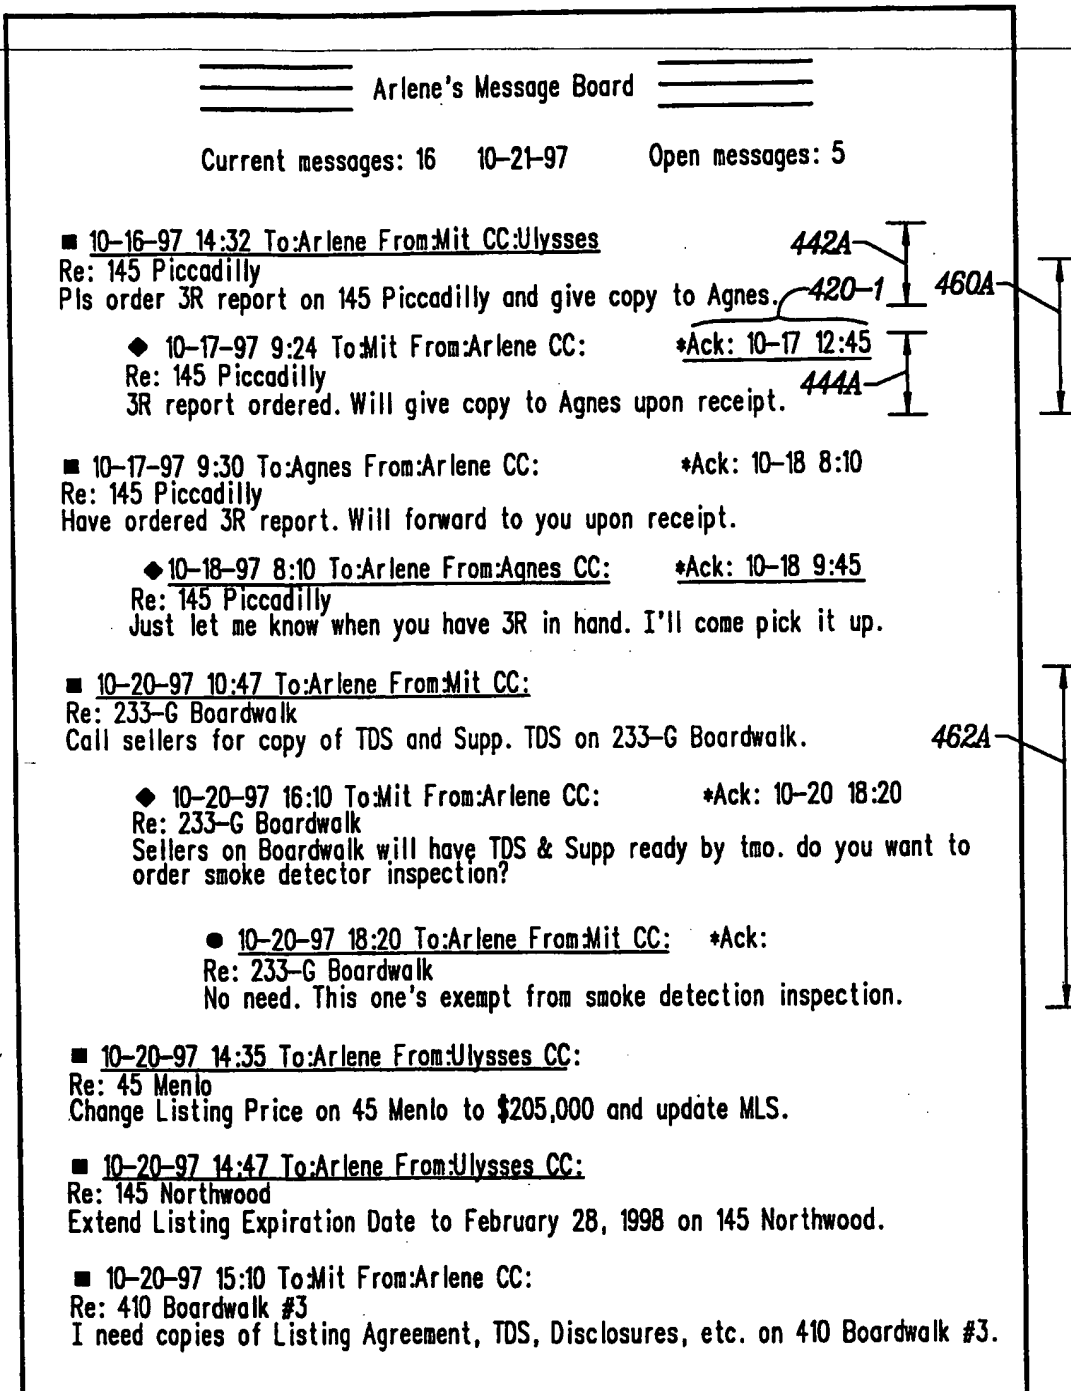 Arlene's Message Board
Current messages: 16 10-21-97 Open messages: 5
■ 10-16-97 14:32 To:Arlene From:Mit CC:Ulysses
442A
Re: 145 Piccadilly
460A
Pls order 3R report on 145 Piccadilly and give copy to Agnes.
420-1
◆ 10-17-97 9:24 To:Mit From:Arlene CC: *Ack: 10-17 12:45
Re: 145 Piccadilly
444A
3R report ordered. Will give copy to Agnes upon receipt.
■ 10-17-97 9:30 To:Agnes From:Arlene CC: *Ack: 10-18 8:10
Re: 145 Piccadilly
Have ordered 3R report. Will forward to you upon receipt.
◆ 10-18-97 8:10 To:Arlene From:Agnes CC: *Ack: 10-18 9:45
Re: 145 Piccadilly
Just let me know when you have 3R in hand. I'll come pick it up.
■ 10-20-97 10:47 To:Arlene From:Mit CC:
Re: 233-G Boardwalk
Call sellers for copy of TDS and Supp. TDS on 233-G Boardwalk.
462A
◆ 10-20-97 16:10 To:Mit From:Arlene CC: *Ack: 10-20 18:20
Re: 233-G Boardwalk
Sellers on Boardwalk will have TDS & Supp ready by tmo. do you want to
order smoke detector inspection?
● 10-20-97 18:20 To:Arlene From:Mit CC: *Ack:
Re: 233-G Boardwalk
No need. This one's exempt from smoke detection inspection.
■ 10-20-97 14:35 To:Arlene From:Ulysses CC:
Re: 45 Menlo
Change Listing Price on 45 Menlo to $205,000 and update MLS.
■ 10-20-97 14:47 To:Arlene From:Ulysses CC:
Re: 145 Northwood
Extend Listing Expiration Date to February 28, 1998 on 145 Northwood.
■ 10-20-97 15:10 To:Mit From:Arlene CC:
Re: 410 Boardwalk #3
I need copies of Listing Agreement, TDS, Disclosures, etc. on 410 Boardwalk #3.